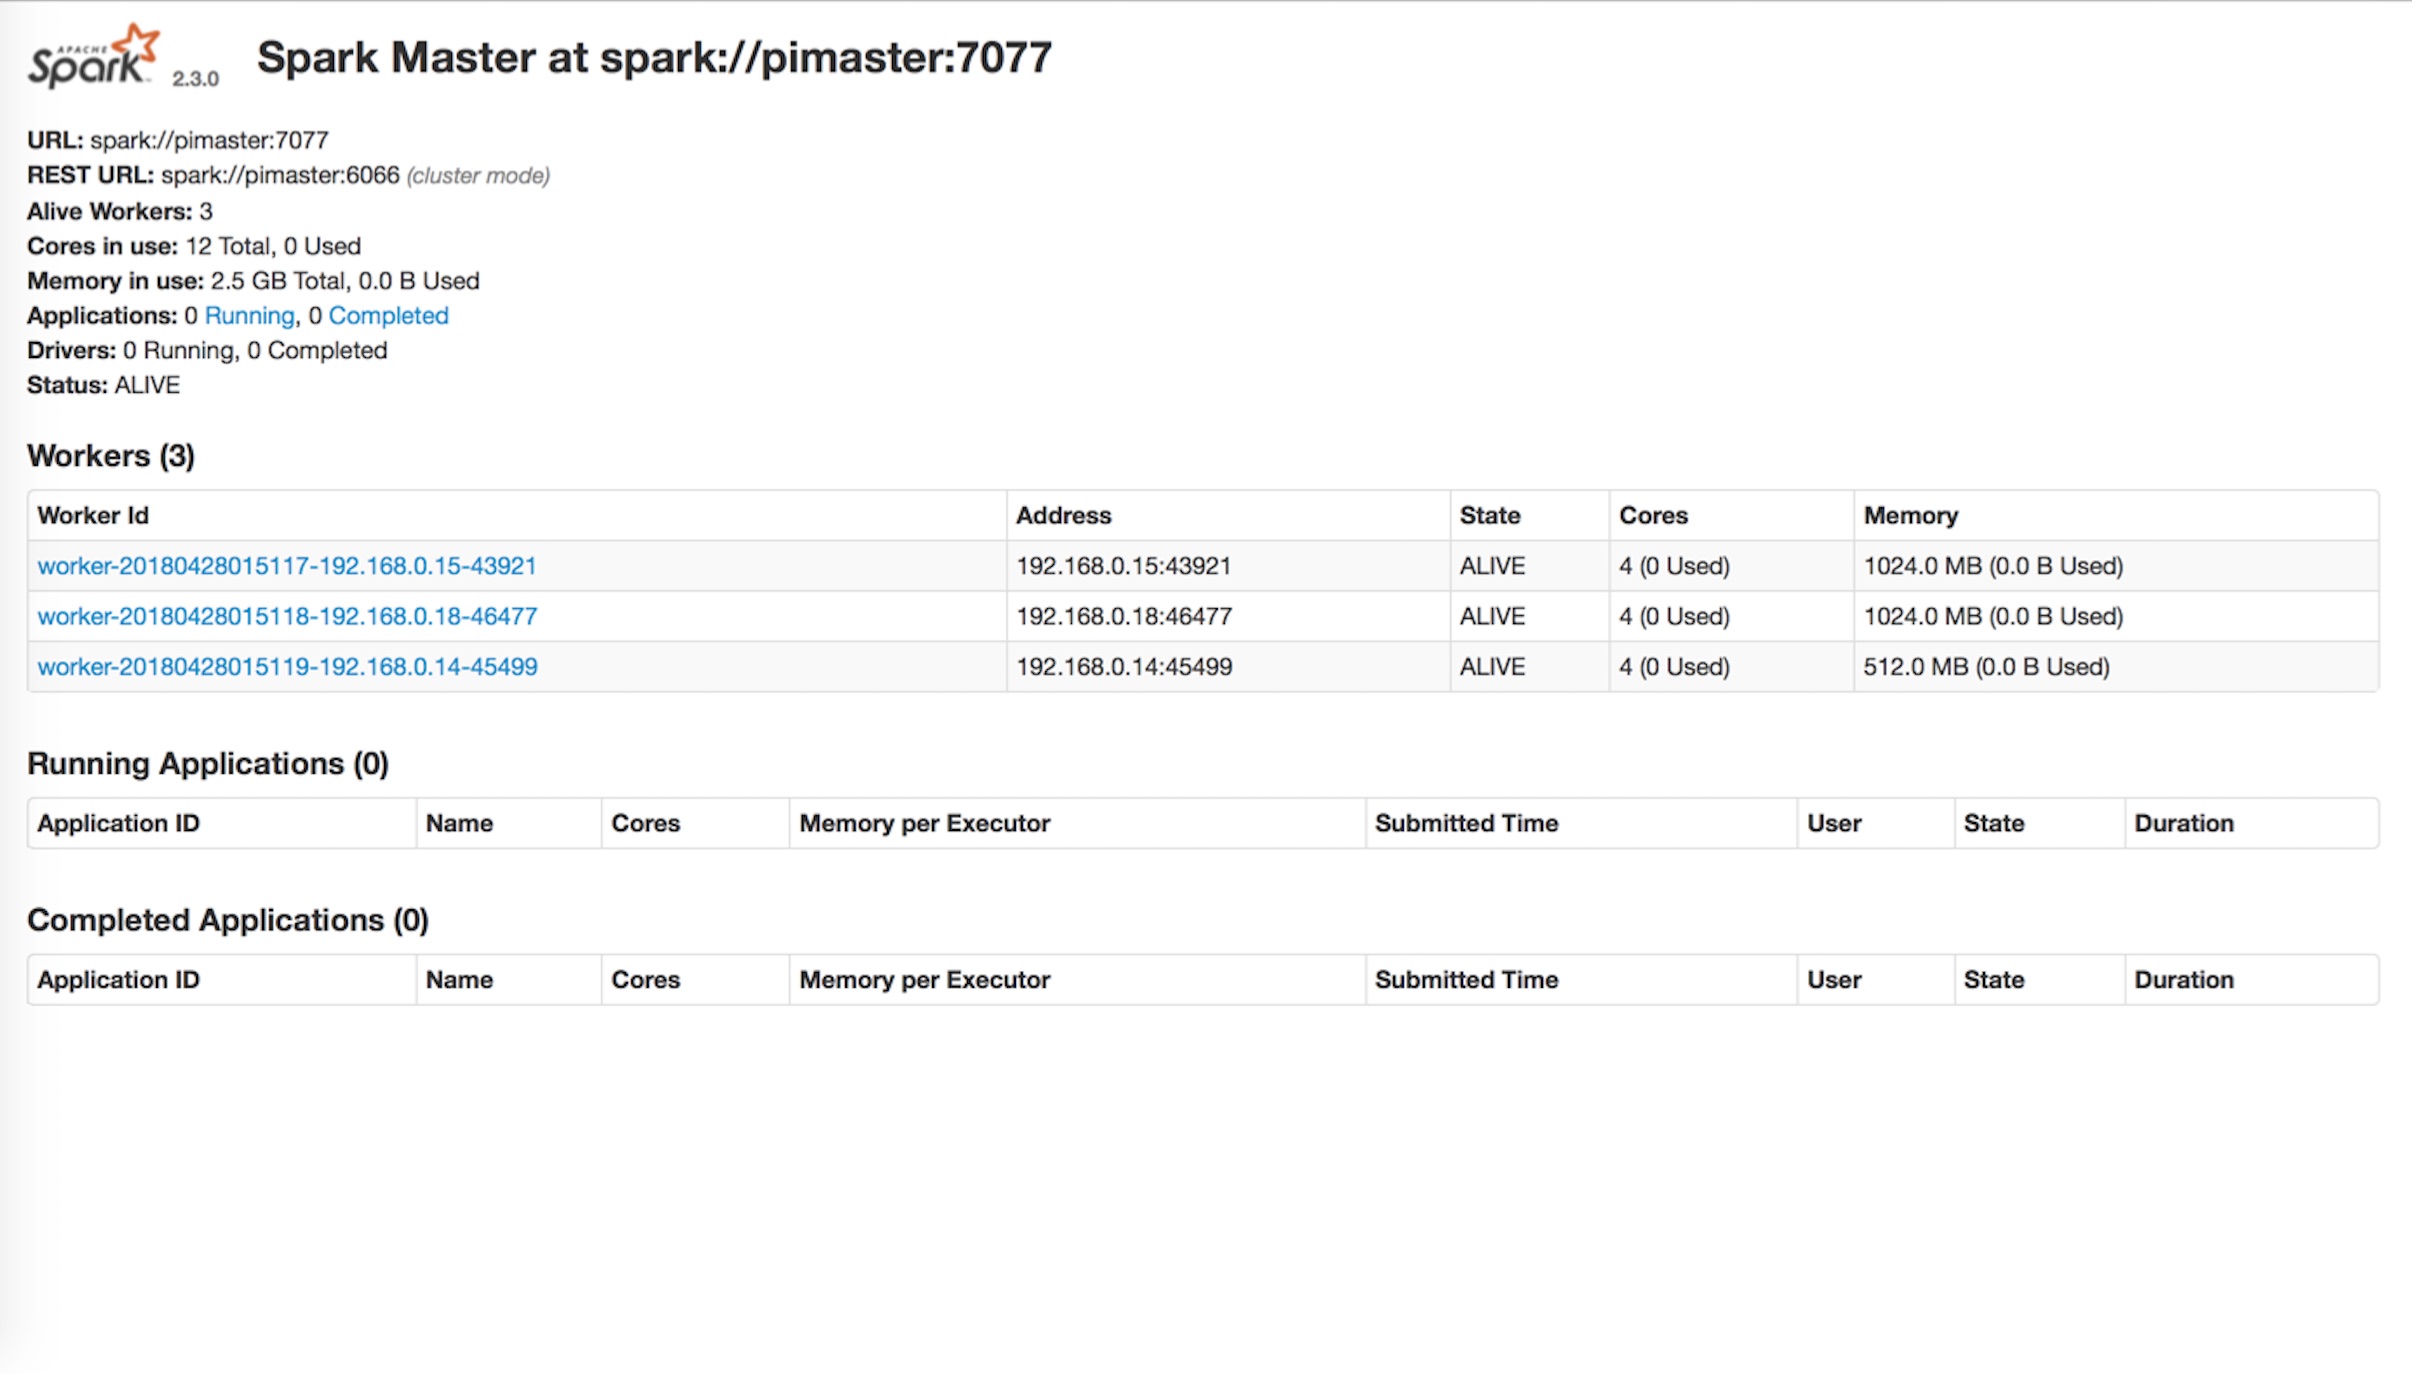 APACHE
Spark 2.3.0 Spark Master at spark://pimaster:7077
URL: spark://pimaster:7077
REST URL: spark://pimaster:6066 (cluster mode)
Alive Workers: 3
Cores in use: 12 Total, 0 Used
Memory in use: 2.5 GB Total, 0.0 B Used
Applications: 0 Running, 0 Completed
Drivers: 0 Running, 0 Completed
Status: ALIVE
Workers (3)
Worker Id Address State Cores Memory
worker-20180428015117-192.168.0.15-43921 192.168.0.15:43921 ALIVE 4 (0 Used) 1024.0 MB (0.0 B Used)
worker-20180428015118-192.168.0.18-46477 192.168.0.18:46477 ALIVE 4 (0 Used) 1024.0 MB (0.0 B Used)
worker-20180428015119-192.168.0.14-45499 192.168.0.14:45499 ALIVE 4 (0 Used) 512.0 MB (0.0 B Used)
Running Applications (0)
Application ID Name Cores Memory per Executor Submitted Time User State Duration
Completed Applications (0)
Application ID Name Cores Memory per Executor Submitted Time User State Duration